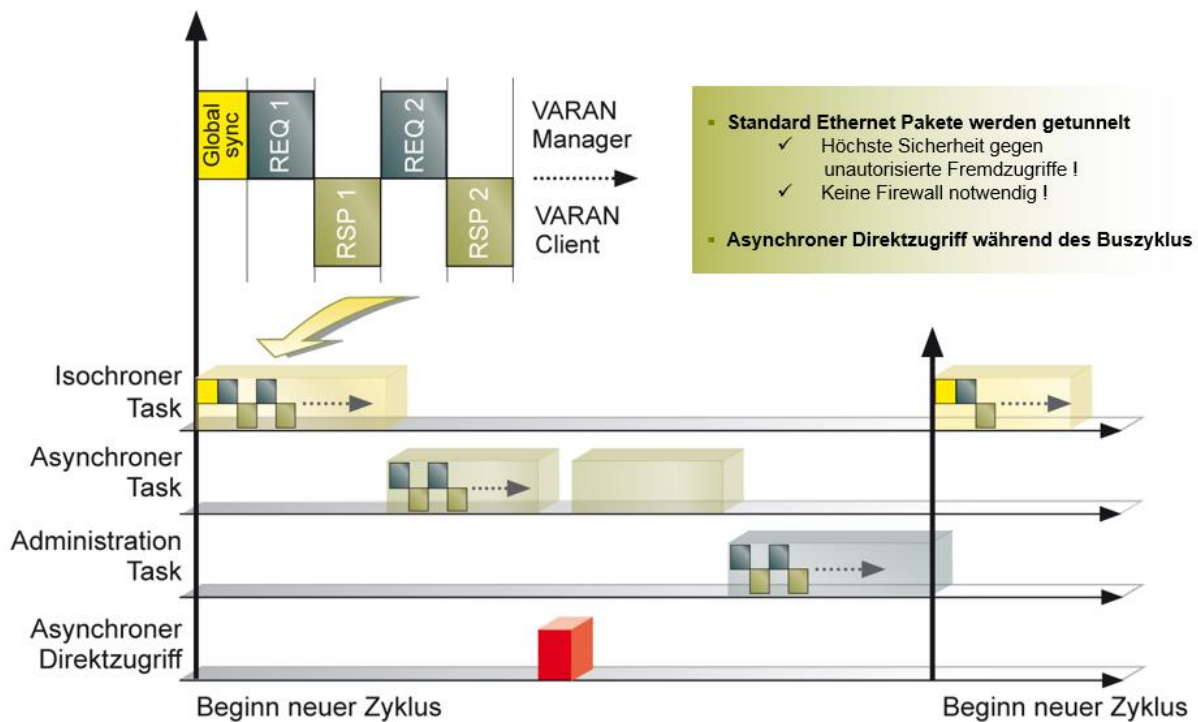 Global
sync
REQ 1
RSP 1
REQ 2
RSP 2
VARAN
Manager
VARAN
Client
▪ Standard Ethernet Pakete werden getunnelt
✓ Höchste Sicherheit gegen
unautorisierte Fremdzugriffe !
✓ Keine Firewall notwendig !
▪ Asynchroner Direktzugriff während des Buszyklus
Isochroner
Task
Asynchroner
Task
Administration
Task
Asynchroner
Direktzugriff
Beginn neuer Zyklus
Beginn neuer Zyklus